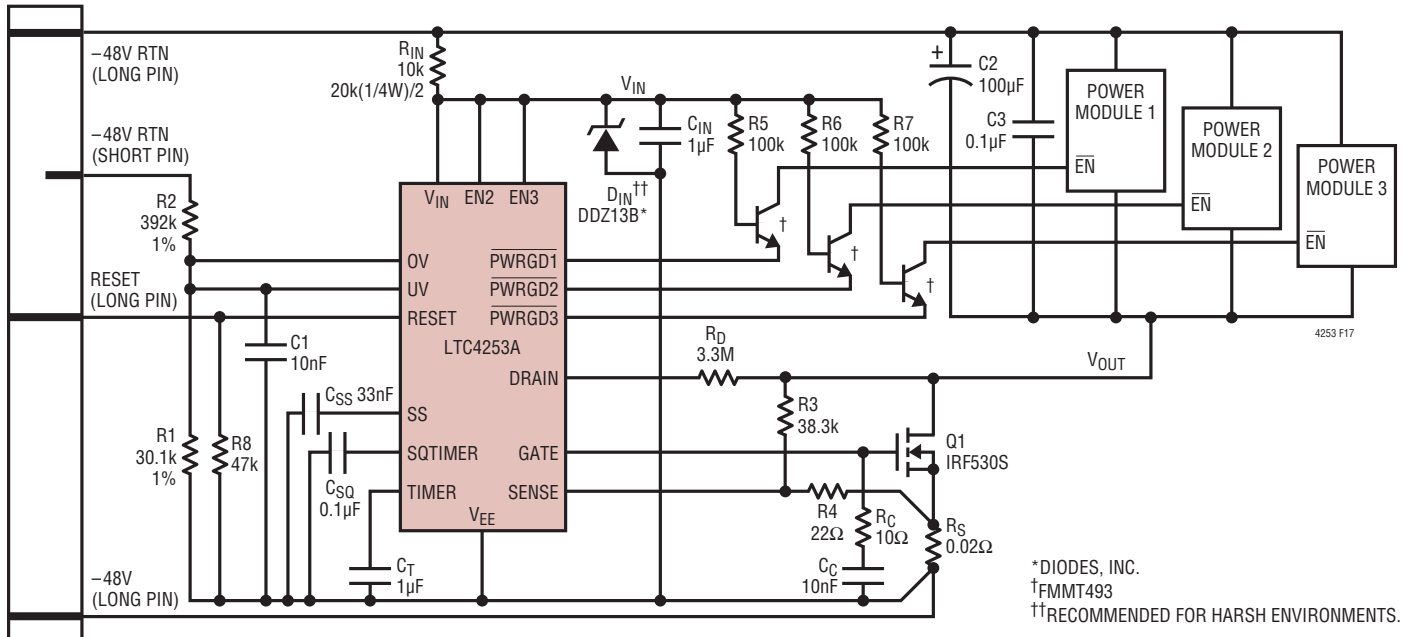 −48V RTN
(LONG PIN)
−48V RTN
(SHORT PIN)
R2
392k
1%
RESET
(LONG PIN)
R1
30.1k
1%
R8
47k
C1
10nF
−48V
(LONG PIN)
RIN
10k
20k(1/4W)/2
VIN
DIN††
DDZ13B*
CIN
1µF
R5
100k
R6
100k
R7
100k
VIN EN2 EN3
OV
UV
RESET
LTC4253A
SS
SQTIMER
TIMER
VEE
PWRGD1
PWRGD2
PWRGD3
DRAIN
GATE
SENSE
CSS 33nF
CSQ
0.1µF
CT
1µF
†
†
†
+
C2
100µF
C3
0.1µF
POWER
MODULE 1
EN
POWER
MODULE 2
EN
POWER
MODULE 3
EN
4253 F17
RD
3.3M
VOUT
R3
38.3k
Q1
IRF530S
R4
22Ω
RC
10Ω
CC
10nF
RS
0.02Ω
*DIODES, INC.
†FMMT493
††RECOMMENDED FOR HARSH ENVIRONMENTS.